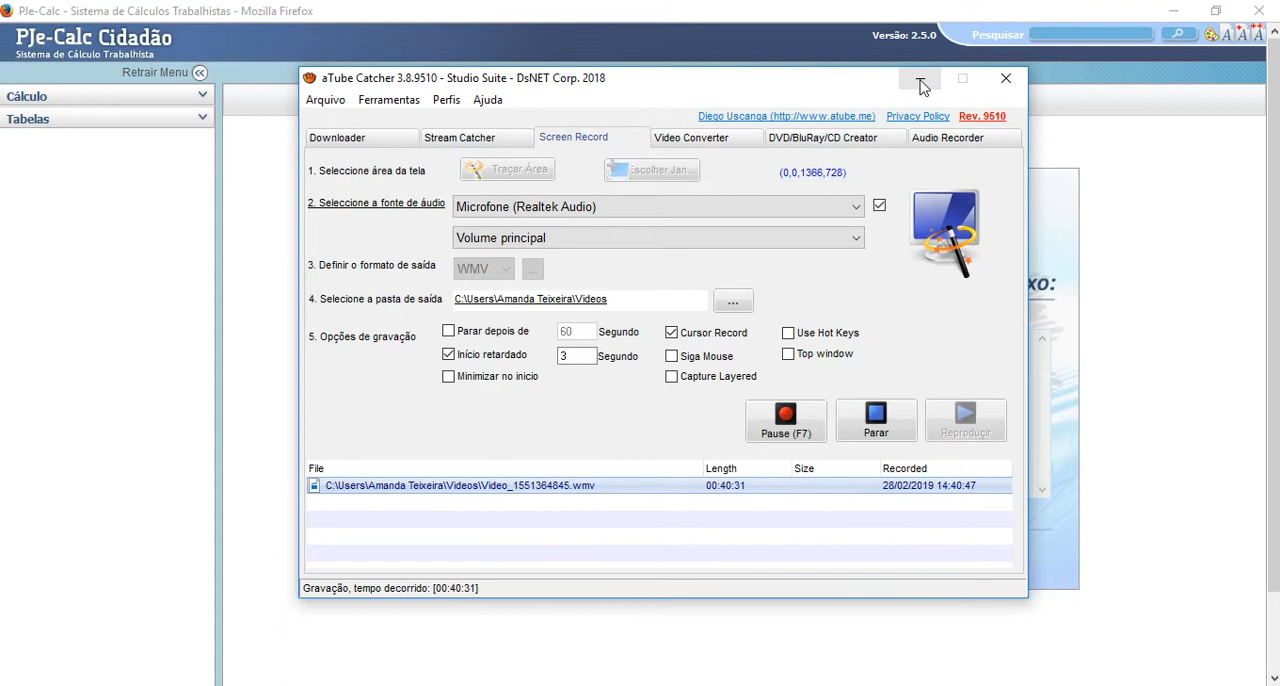 PJe-Calc - Sistema de Cálculos Trabalhistas - Mozilla Firefox
PJe-Calc Cidadão
Sistema de Cálculo Trabalhista
Versão: 2.5.0
Pesquisar
Retrair Menu
Cálculo
Tabelas
aTube Catcher 3.8.9510 - Studio Suite - DsNET Corp. 2018
Arquivo Ferramentas Perfis Ajuda
Diego Uscanga (http://www.atube.me) Privacy Policy Rev. 9510
Downloader Stream Catcher Screen Record Video Converter DVD/BluRay/CD Creator Audio Recorder
1. Seleccione área da tela Traçar Área Escolher Jan... (0,0,1366,728)
2. Seleccione a fonte de áudio Microfone (Realtek Audio)
Volume principal
3. Definir o formato de saída WMV ...
4. Selecione a pasta de saída C:\Users\Amanda Teixeira\Videos ...
5. Opções de gravação
Parar depois de 60 Segundo Cursor Record Use Hot Keys
Início retardado 3 Segundo Siga Mouse Top window
Minimizar no inicio Capture Layered
Pause (F7) Parar Reproduçir
File Length Size Recorded
C:\Users\Amanda Teixeira\Videos\Video_1551364845.wmv 00:40:31 28/02/2019 14:40:47
Gravação, tempo decorrido: [00:40:31]
xo: